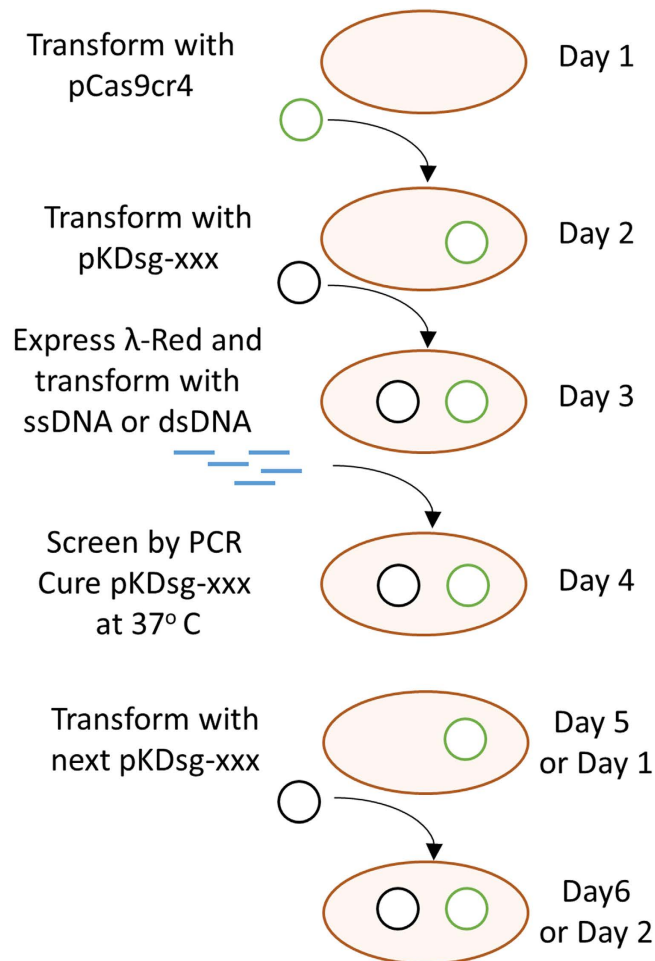 Transform with
pCas9cr4
Day 1
Transform with
pKDsg-xxx
Day 2
Express λ-Red and
transform with
ssDNA or dsDNA
Day 3
Screen by PCR
Cure pKDsg-xxx
at 37º C
Day 4
Transform with
next pKDsg-xxx
Day 5
or Day 1
Day6
or Day 2